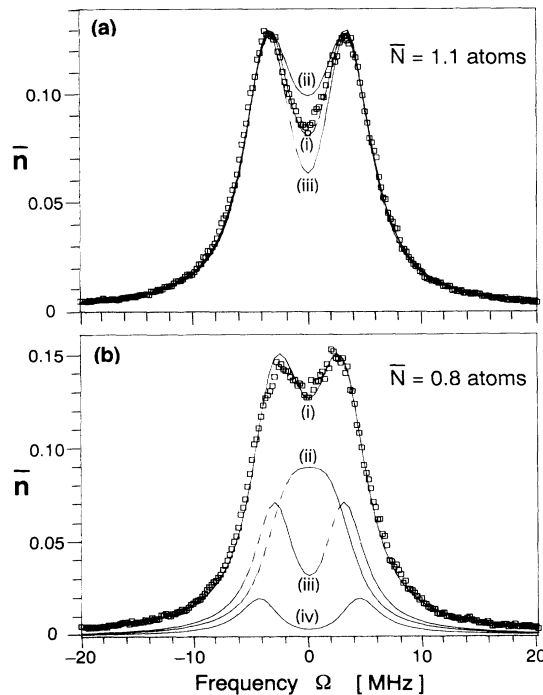 (a)
N̄ = 1.1 atoms
(ii)
(i)
(iii)
0.10
0.05
0
n̄
(b)
N̄ = 0.8 atoms
(i)
(ii)
(iii)
(iv)
0.15
0.10
0.05
0
n̄
−20 −10 0 10 20
Frequency Ω [ MHz ]